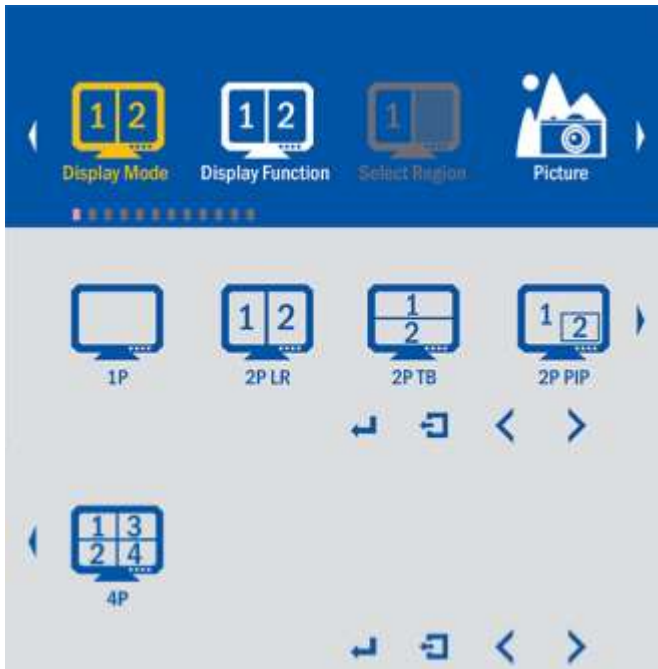 1 2 1 2 1
Display Mode Display Function Select Region Picture
1 2 1 1
2 2
1P 2P LR 2P TB 2P PIP
1 3
2 4
4P